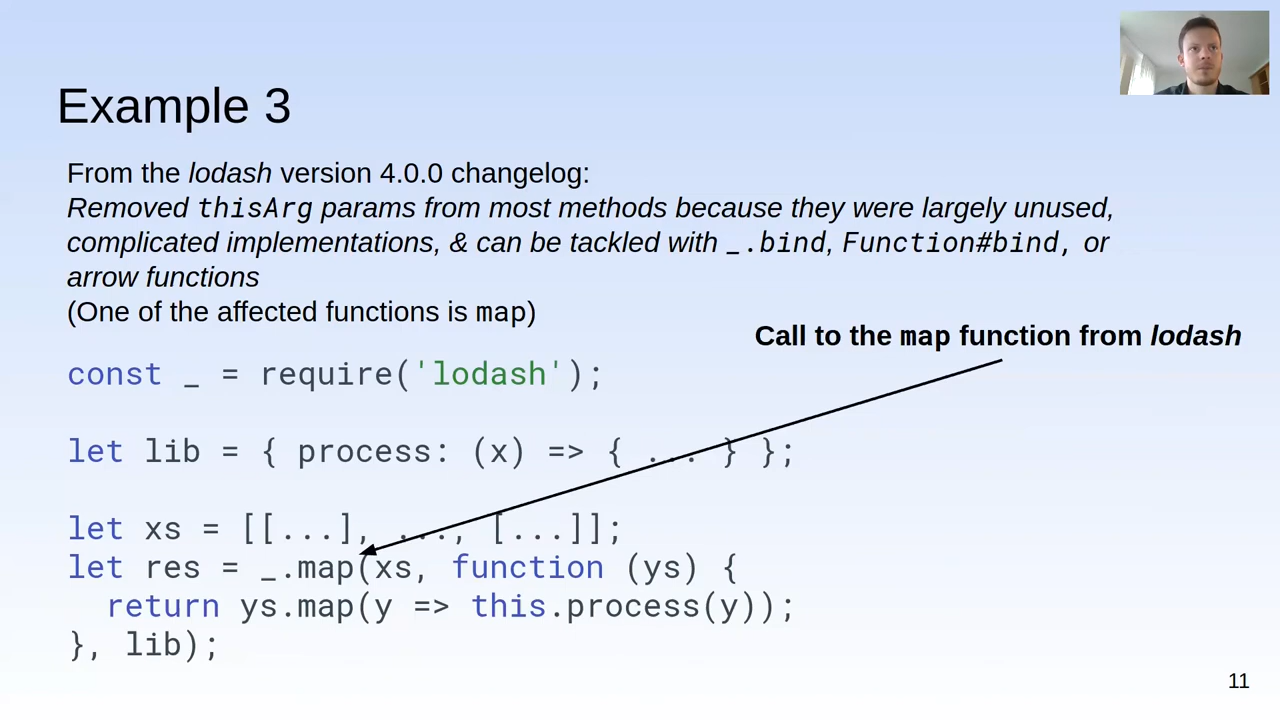 Example 3
From the lodash version 4.0.0 changelog:
Removed thisArg params from most methods because they were largely unused,
complicated implementations, & can be tackled with _.bind, Function#bind, or
arrow functions
(One of the affected functions is map)
Call to the map function from lodash
const _ = require('lodash');
let lib = { process: (x) => { ... } };
let xs = [[...], ..., [...]];
let res = _.map(xs, function (ys) {
  return ys.map(y => this.process(y));
}, lib);
11